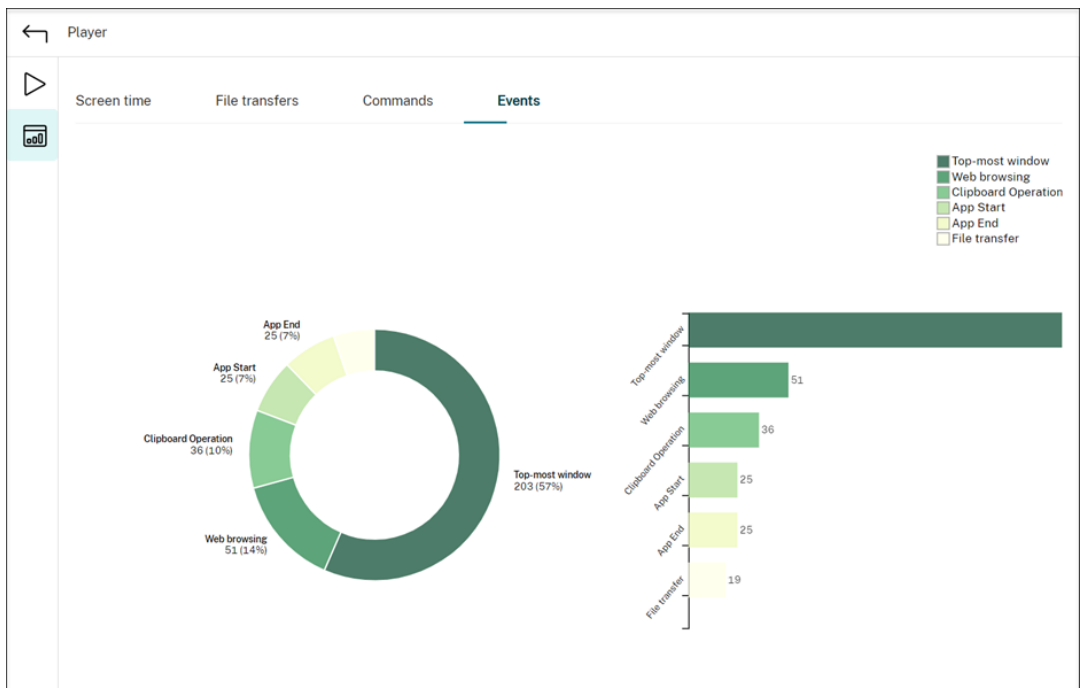 Player
Screen time
File transfers
Commands
Events
Top-most window
Web browsing
Clipboard Operation
App Start
App End
File transfer
App End
25 (7%)
App Start
25 (7%)
Clipboard Operation
36 (10%)
Web browsing
51 (14%)
Top-most window
203 (57%)
Top-most window
Web browsing
51
Clipboard Operation
36
App Start
25
App End
25
File transfer
19